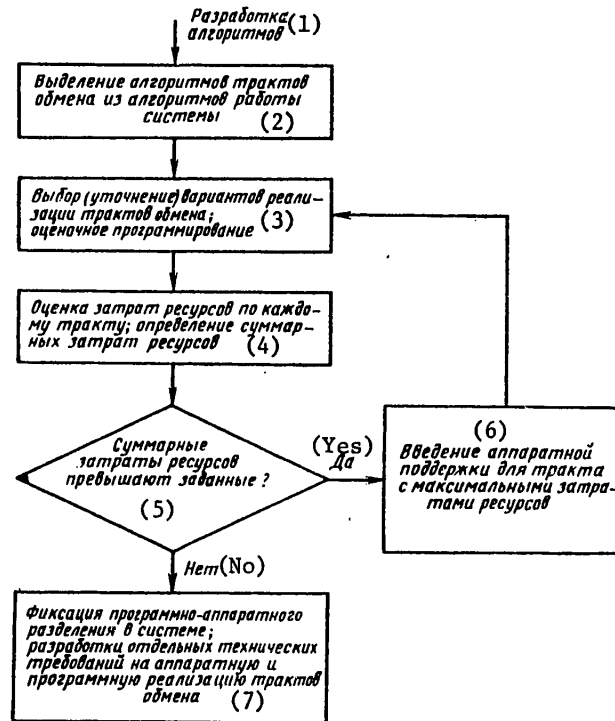 Разработка
алгоритмов (1)
Выделение алгоритмов трактов
обмена из алгоритмов работы
системы (2)
Выбор (уточнение) вариантов реали-
зации трактов обмена; (3)
оценочное программирование
Оценка затрат ресурсов по каждо-
му тракту; определение суммар-
ных затрат ресурсов (4)
Суммарные
затраты ресурсов
превышают заданные ?
(5)
(Yes)
Да
(6)
Введение аппаратной
поддержки для тракта
с максимальными затра-
тами ресурсов
Нет (No)
Фиксация программно-аппаратного
разделения в системе;
разработки отдельных технических
требований на аппаратную и
программную реализацию трактов
обмена (7)